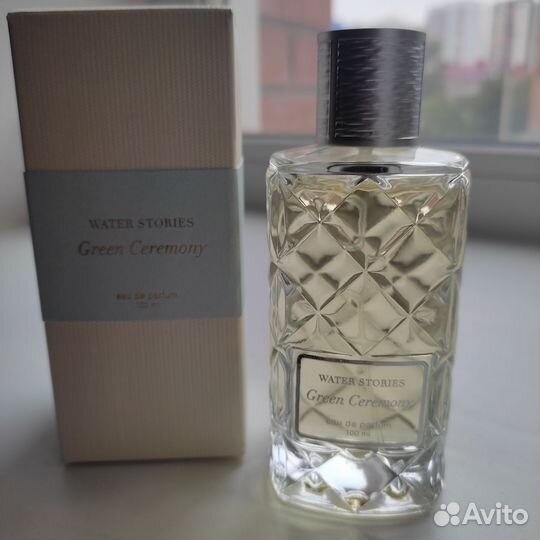 WATER STORIES
Green Ceremony
eau de parfum
100 ml
WATER STORIES
Green Ceremony
eau de parfum
100 ml
Avito